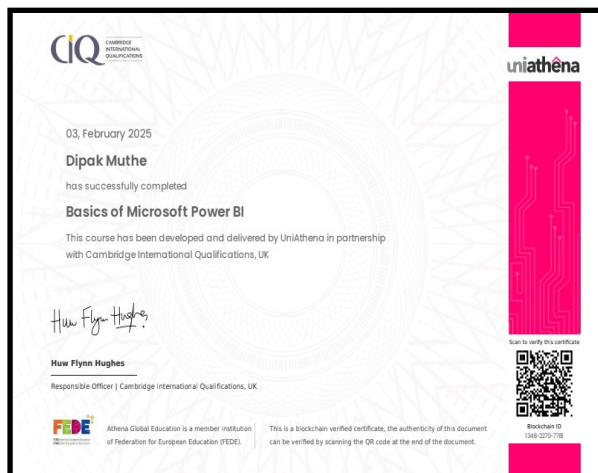 CiQ
CAMBRIDGE
INTERNATIONAL
QUALIFICATIONS
uniathena
03, February 2025
Dipak Muthe
has successfully completed
Basics of Microsoft Power BI
This course has been developed and delivered by UniAthena in partnership
with Cambridge International Qualifications, UK
Huw Flynn Hughes
Huw Flynn Hughes
Responsible Officer | Cambridge International Qualifications, UK
Scan to verify this certificate
Blockchain ID
1348-2270-7781
FEDE
Athena Global Education is a member institution
of Federation for European Education (FEDE).
This is a blockchain verified certificate, the authenticity of this document
can be verified by scanning the QR code at the end of the document.